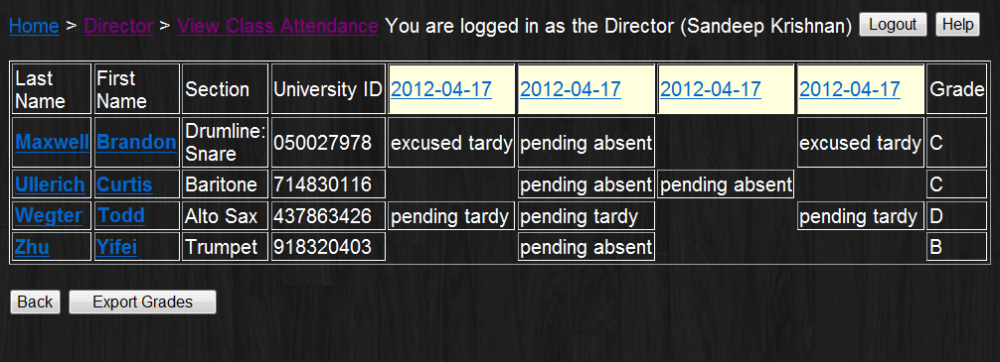 Home > Director > View Class Attendance You are logged in as the Director (Sandeep Krishnan) Logout Help
Last Name First Name Section University ID 2012-04-17 2012-04-17 2012-04-17 2012-04-17 Grade
Maxwell Brandon Drumline: Snare 050027978 excused tardy pending absent excused tardy C
Ullerich Curtis Baritone 714830116 pending absent pending absent C
Wegter Todd Alto Sax 437863426 pending tardy pending tardy pending tardy D
Zhu Yifei Trumpet 918320403 pending absent B
Back Export Grades